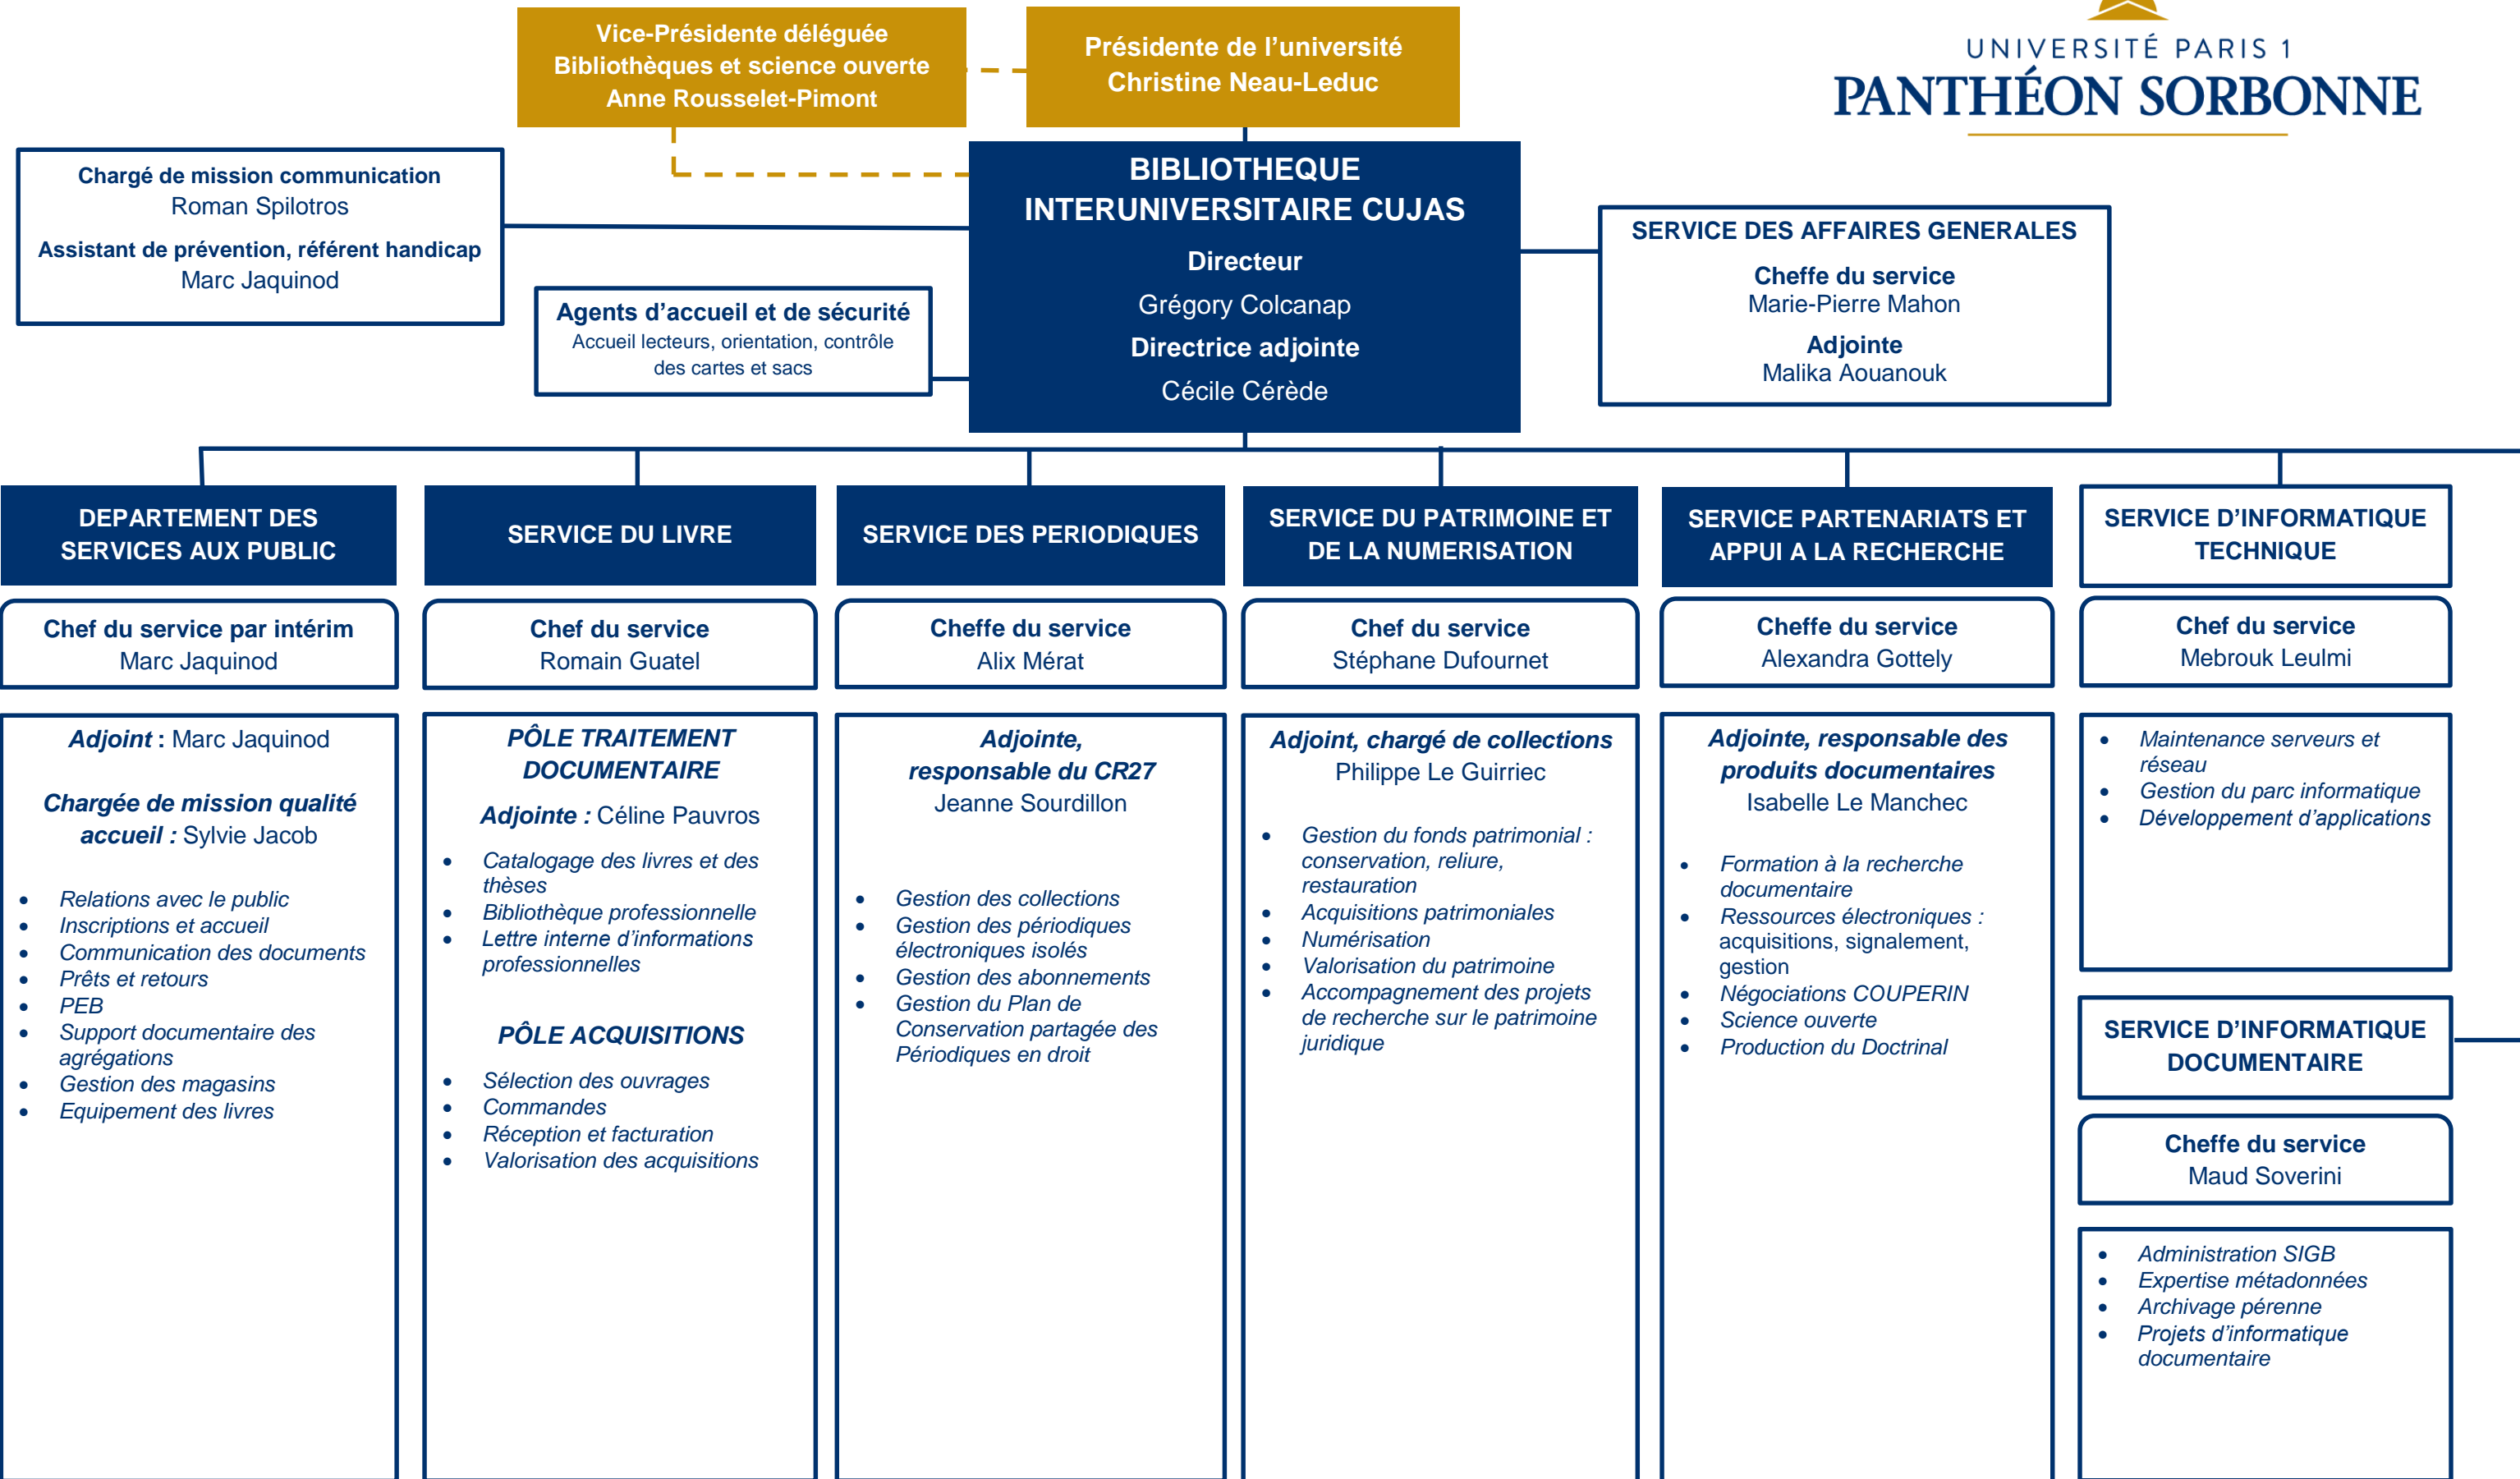 Vice-Présidente déléguée
Bibliothèques et science ouverte
Anne Rousselet-Pimont
Présidente de l’université
Christine Neau-Leduc
UNIVERSITÉ PARIS 1
PANTHÉON SORBONNE
Chargé de mission communication
Roman Spilotros
Assistant de prévention, référent handicap
Marc Jaquinod
Agents d’accueil et de sécurité
Accueil lecteurs, orientation, contrôle
des cartes et sacs
BIBLIOTHEQUE
INTERUNIVERSITAIRE CUJAS
Directeur
Grégory Colcanap
Directrice adjointe
Cécile Cérède
SERVICE DES AFFAIRES GENERALES
Cheffe du service
Marie-Pierre Mahon
Adjointe
Malika Aouanouk
DEPARTEMENT DES
SERVICES AUX PUBLIC
Chef du service par intérim
Marc Jaquinod
Adjoint : Marc Jaquinod
Chargée de mission qualité
accueil : Sylvie Jacob
• Relations avec le public
• Inscriptions et accueil
• Communication des documents
• Prêts et retours
• PEB
• Support documentaire des
agrégations
• Gestion des magasins
• Equipement des livres
SERVICE DU LIVRE
Chef du service
Romain Guatel
PÔLE TRAITEMENT
DOCUMENTAIRE
Adjointe : Céline Pauvros
• Catalogage des livres et des
thèses
• Bibliothèque professionnelle
• Lettre interne d’informations
professionnelles
PÔLE ACQUISITIONS
• Sélection des ouvrages
• Commandes
• Réception et facturation
• Valorisation des acquisitions
SERVICE DES PERIODIQUES
Cheffe du service
Alix Mérat
Adjointe,
responsable du CR27
Jeanne Sourdillon
• Gestion des collections
• Gestion des périodiques
électroniques isolés
• Gestion des abonnements
• Gestion du Plan de
Conservation partagée des
Périodiques en droit
SERVICE DU PATRIMOINE ET
DE LA NUMERISATION
Chef du service
Stéphane Dufournet
Adjoint, chargé de collections
Philippe Le Guirriec
• Gestion du fonds patrimonial :
conservation, reliure,
restauration
• Acquisitions patrimoniales
• Numérisation
• Valorisation du patrimoine
• Accompagnement des projets
de recherche sur le patrimoine
juridique
SERVICE PARTENARIATS ET
APPUI A LA RECHERCHE
Cheffe du service
Alexandra Gottely
Adjointe, responsable des
produits documentaires
Isabelle Le Manchec
• Formation à la recherche
documentaire
• Ressources électroniques :
acquisitions, signalement,
gestion
• Négociations COUPERIN
• Science ouverte
• Production du Doctrinal
SERVICE D’INFORMATIQUE
TECHNIQUE
Chef du service
Mebrouk Leulmi
• Maintenance serveurs et
réseau
• Gestion du parc informatique
• Développement d’applications
SERVICE D’INFORMATIQUE
DOCUMENTAIRE
Cheffe du service
Maud Soverini
• Administration SIGB
• Expertise métadonnées
• Archivage pérenne
• Projets d’informatique
documentaire